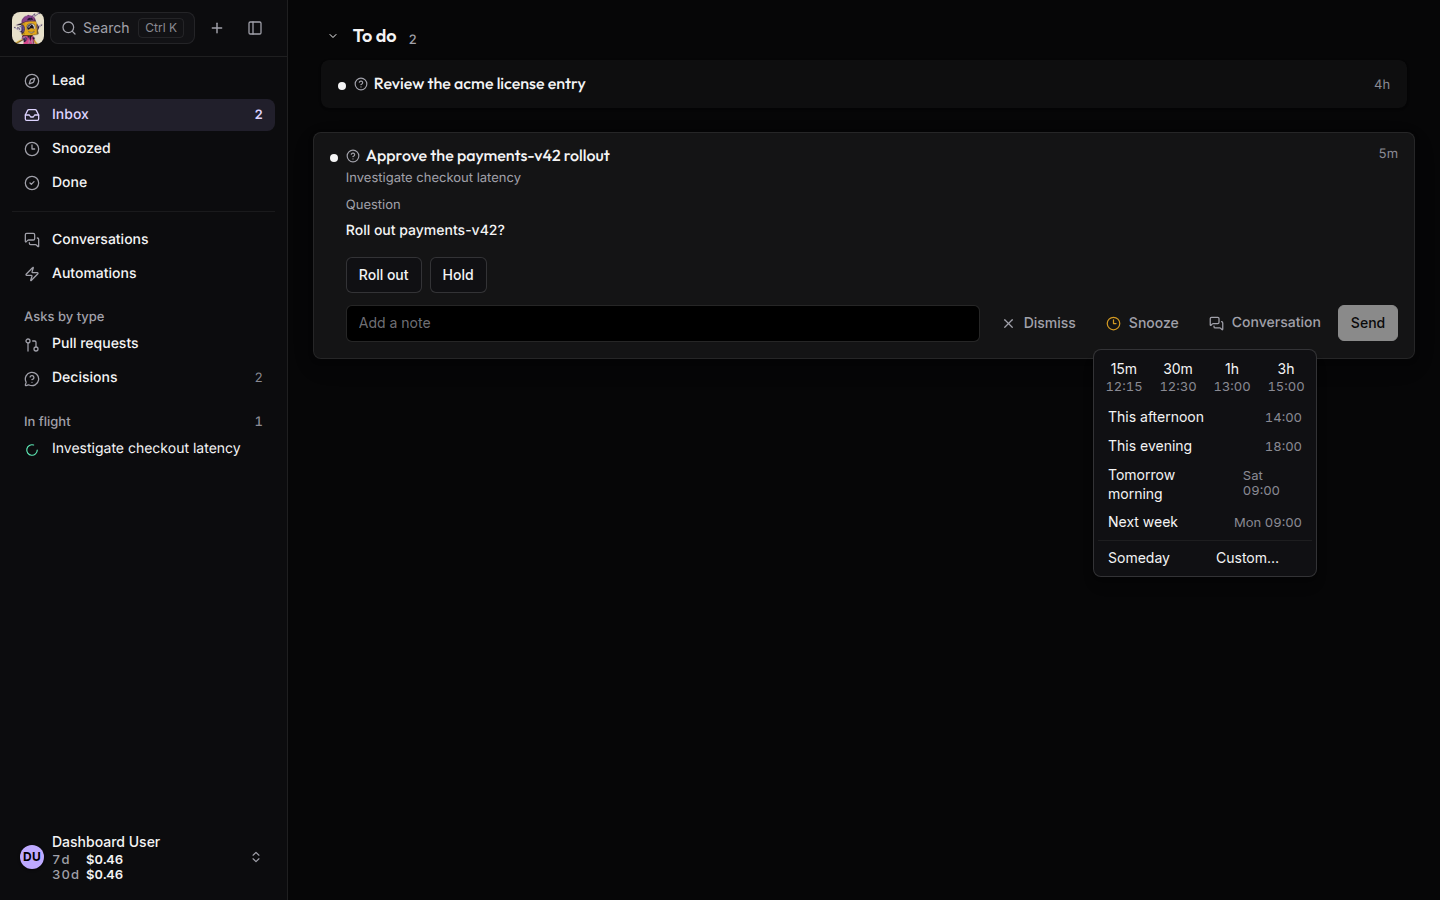 Search Ctrl K
Lead
Inbox 2
Snoozed
Done
Conversations
Automations
Asks by type
Pull requests
Decisions 2
In flight 1
Investigate checkout latency
DU
Dashboard User
7d $0.46
30d $0.46
To do 2
Review the acme license entry 4h
Approve the payments-v42 rollout 5m
Investigate checkout latency
Question
Roll out payments-v42?
Roll out Hold
Add a note Dismiss Snooze Conversation Send
15m 30m 1h 3h
12:15 12:30 13:00 15:00
This afternoon 14:00
This evening 18:00
Tomorrow morning Sat 09:00
Next week Mon 09:00
Someday Custom...